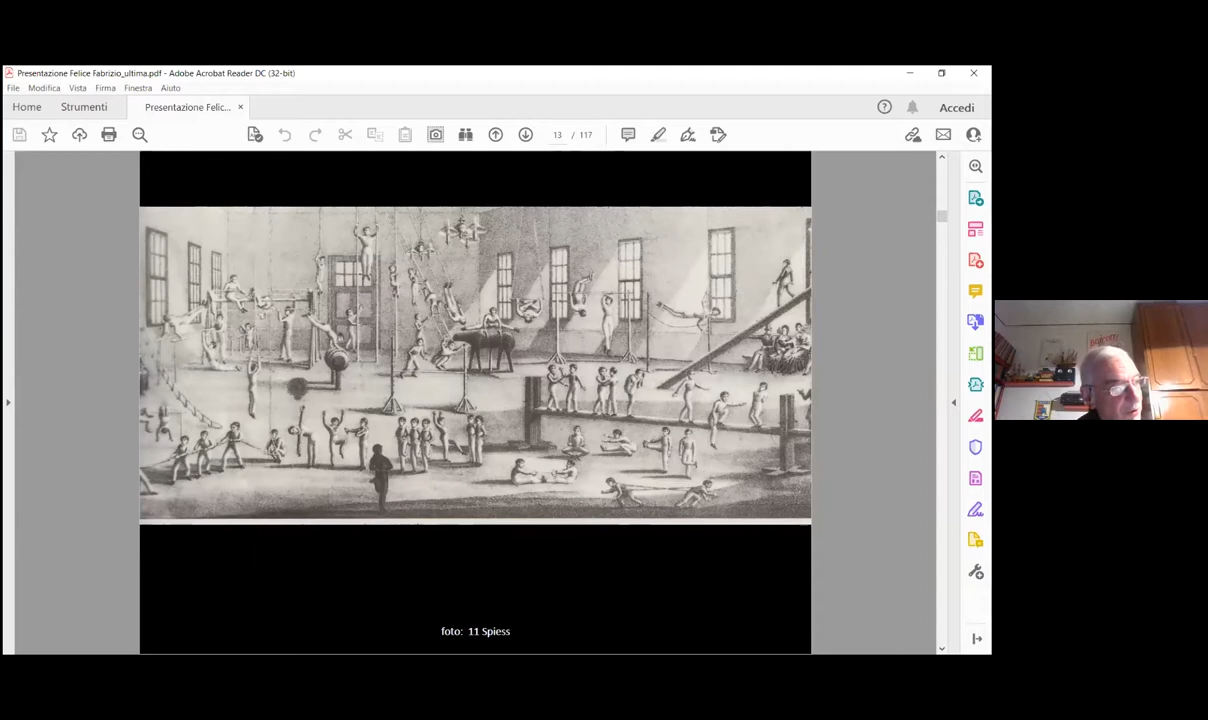 Presentazione Felice Fabrizio_ultima.pdf - Adobe Acrobat Reader DC (32-bit)
File Modifica Vista Firma Finestra Aiuto
Home Strumenti Presentazione Felic... × Accedi
13 / 117
foto: 11 Spiess